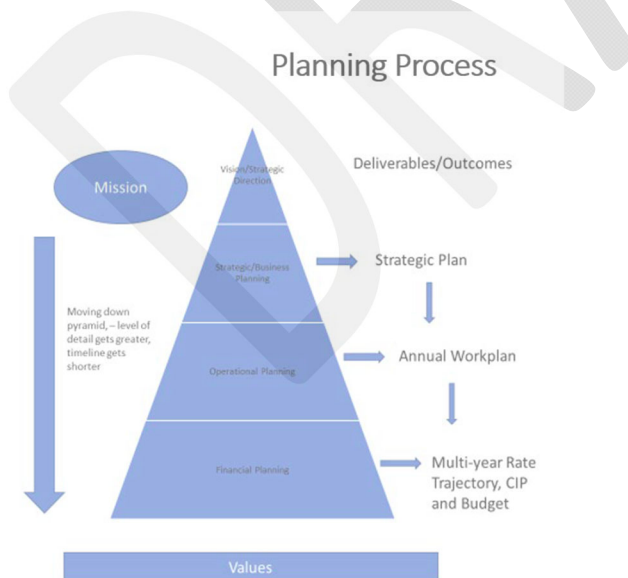 Planning Process
Deliverables/Outcomes
Mission
Vision/Strategic
Direction
Strategic/Business
Planning
Strategic Plan
Moving down
pyramid, – level of
detail gets greater,
timeline gets
shorter
Operational Planning
Annual Workplan
Financial Planning
Multi-year Rate
Trajectory, CIP
and Budget
Values